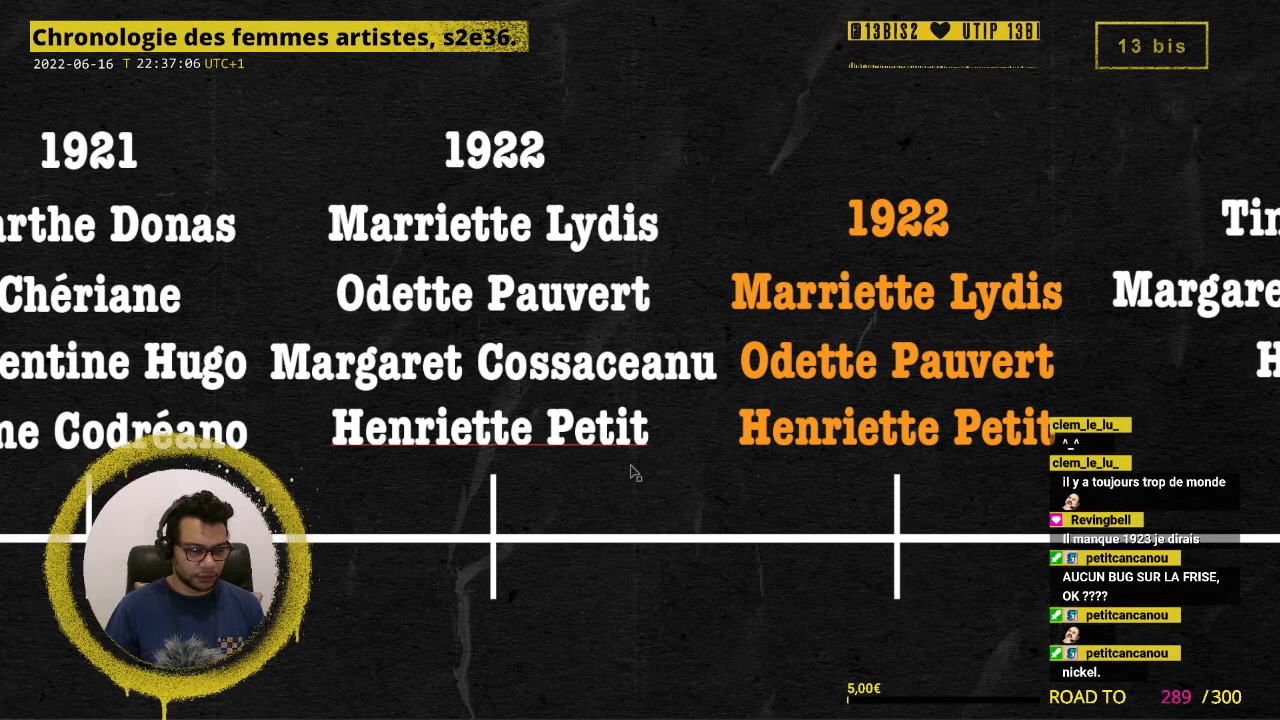 Chronologie des femmes artistes, s2e36.
2022-06-16 T 22:37:06 UTC+1
@13BIS2 ♥ UTIP 13B
13 bis
1921
arthe Donas
Chériane
entine Hugo
ne Codréano
1922
Marriette Lydis
Odette Pauvert
Margaret Cossaceanu
Henriette Petit
1922
Marriette Lydis
Odette Pauvert
Henriette Petit
Tin
Margare
H
clem_le_lu_
^_^
clem_le_lu_
il y a toujours trop de monde
Revingbell
Il manque 1923 je dirais
petitcancanou
AUCUN BUG SUR LA FRISE,
OK ????
petitcancanou
petitcancanou
nickel.
5,00€
ROAD TO 289 / 300